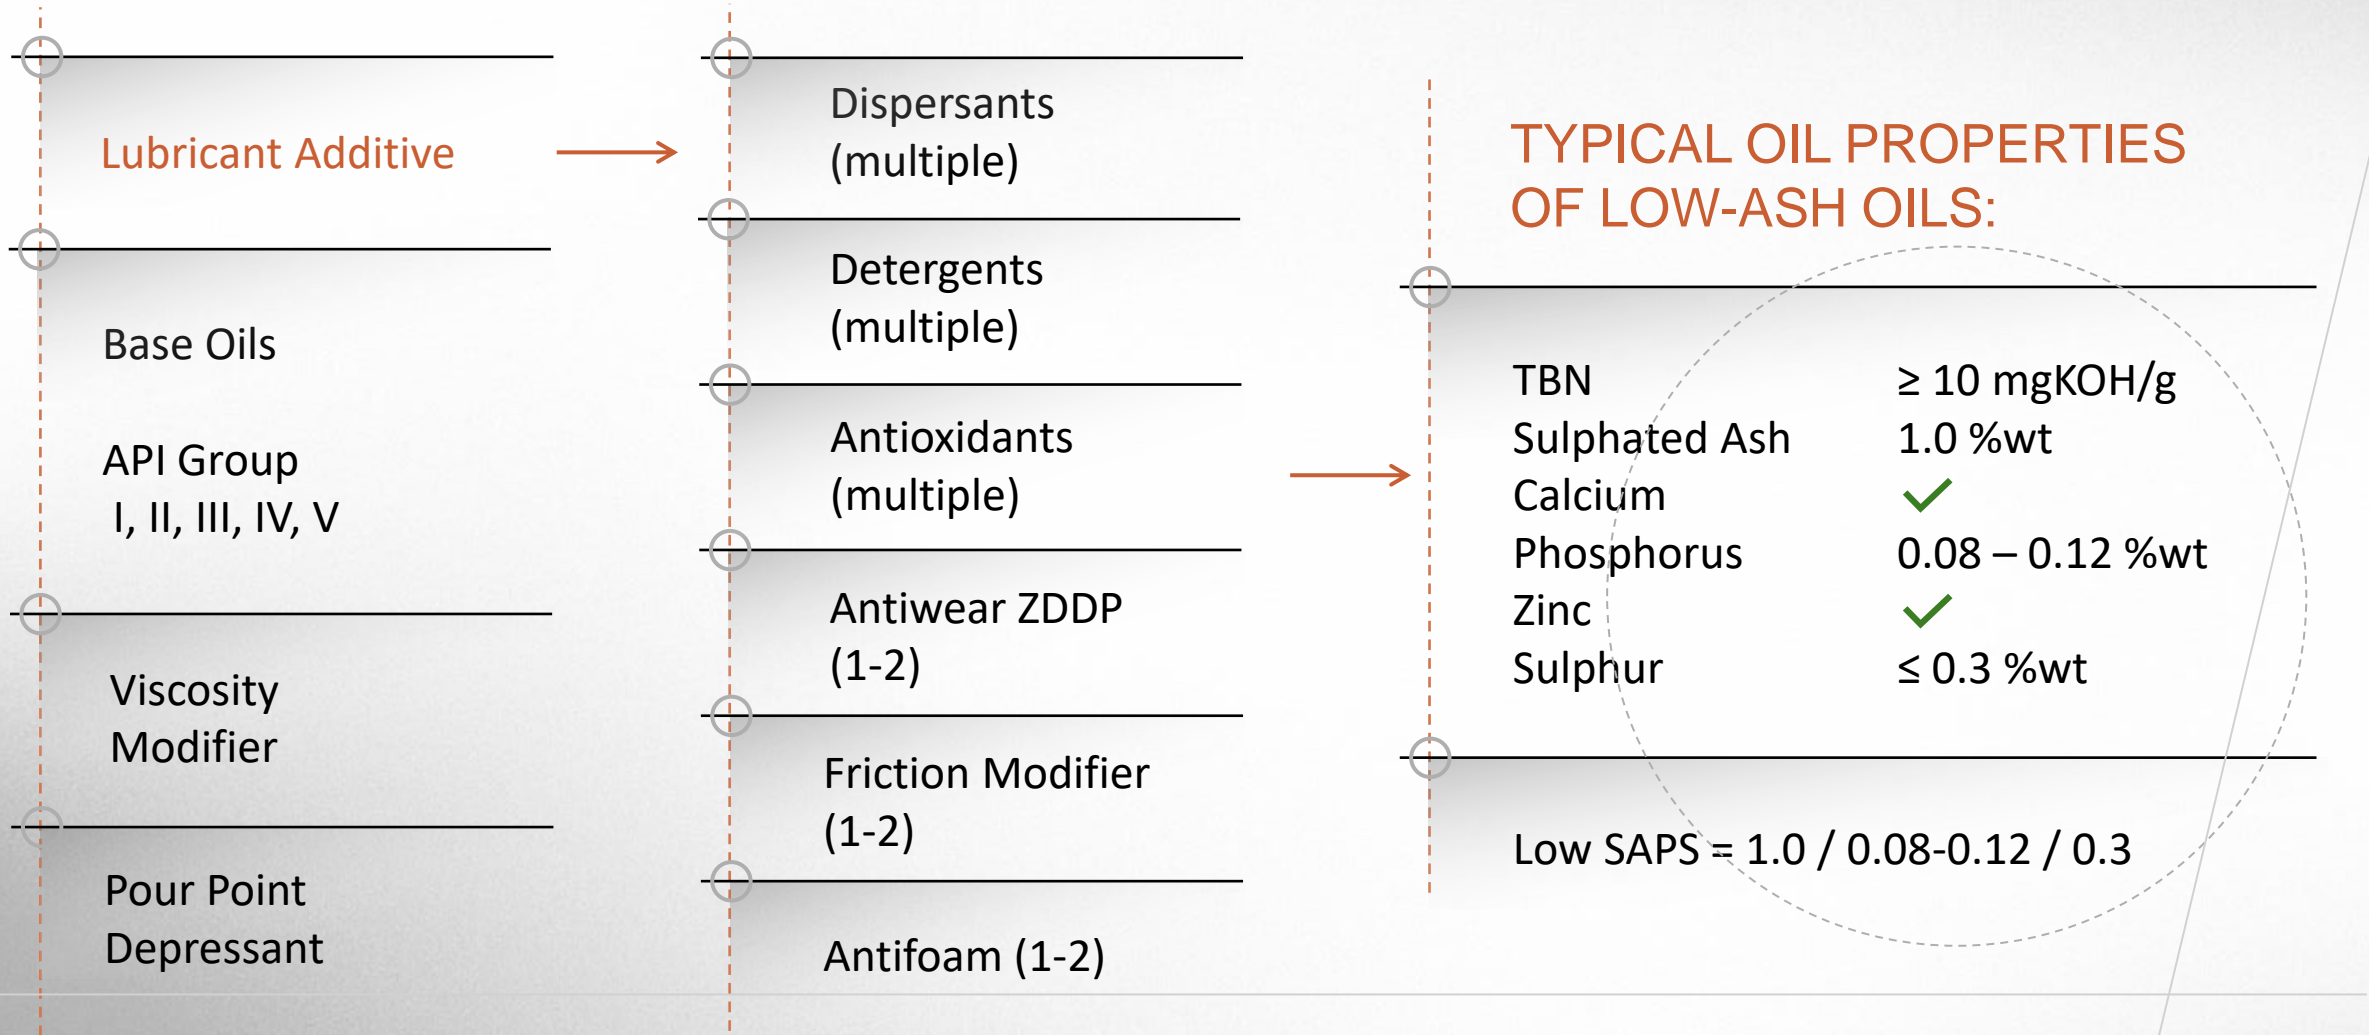 Lubricant Additive
Base Oils
API Group
I, II, III, IV, V
Viscosity
Modifier
Pour Point
Depressant
Dispersants
(multiple)
Detergents
(multiple)
Antioxidants
(multiple)
Antiwear ZDDP
(1-2)
Friction Modifier
(1-2)
Antifoam (1-2)
TYPICAL OIL PROPERTIES
OF LOW-ASH OILS:
TBN ≥ 10 mgKOH/g
Sulphated Ash 1.0 %wt
Calcium ✓
Phosphorus 0.08 – 0.12 %wt
Zinc ✓
Sulphur ≤ 0.3 %wt
Low SAPS = 1.0 / 0.08-0.12 / 0.3